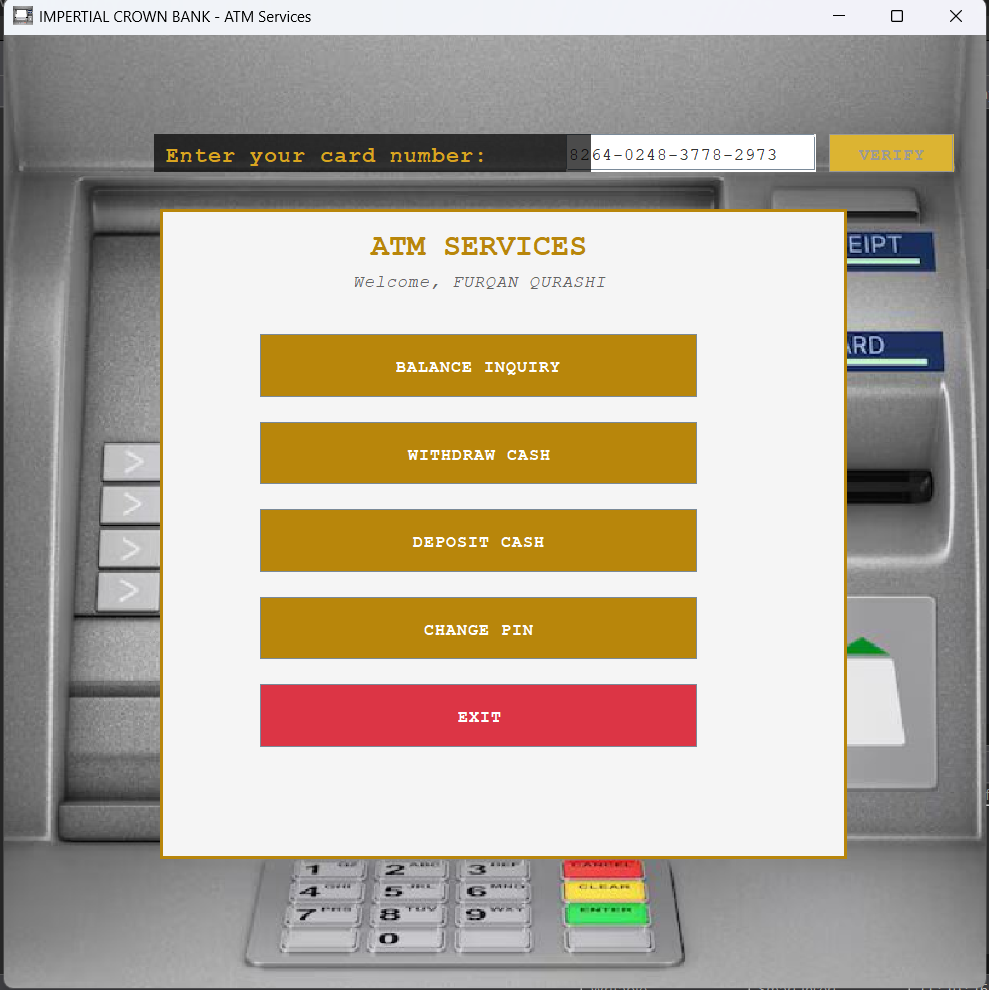 IMPERTIAL CROWN BANK - ATM Services
Enter your card number: 8264-0248-3778-2973 VERIFY
ATM SERVICES
Welcome, FURQAN QURASHI
EIPT
ARD
BALANCE INQUIRY
WITHDRAW CASH
DEPOSIT CASH
CHANGE PIN
EXIT
1 2 ABC 3 DEF CANCEL
4 GHI 5 JKL 6 MNO CLEAR
7 PRS 8 TUV 9 WXY ENTER
0